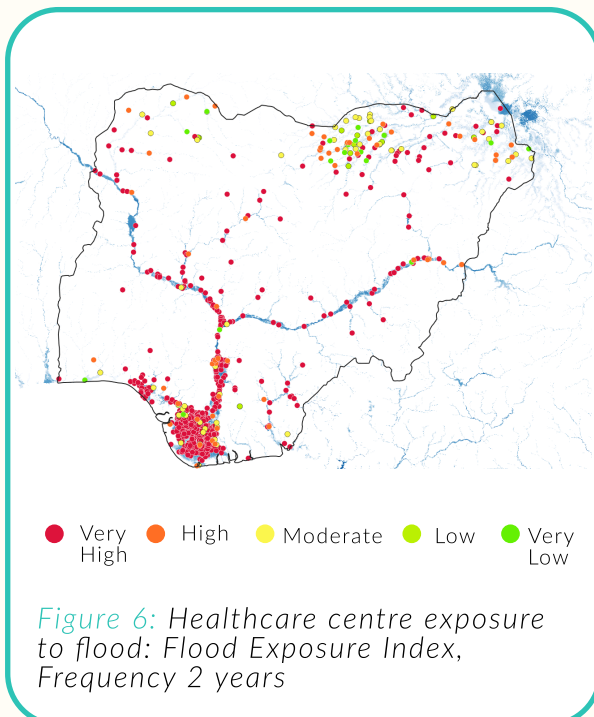 Very High
High
Moderate
Low
Very Low
Figure 6: Healthcare centre exposure
to flood: Flood Exposure Index,
Frequency 2 years